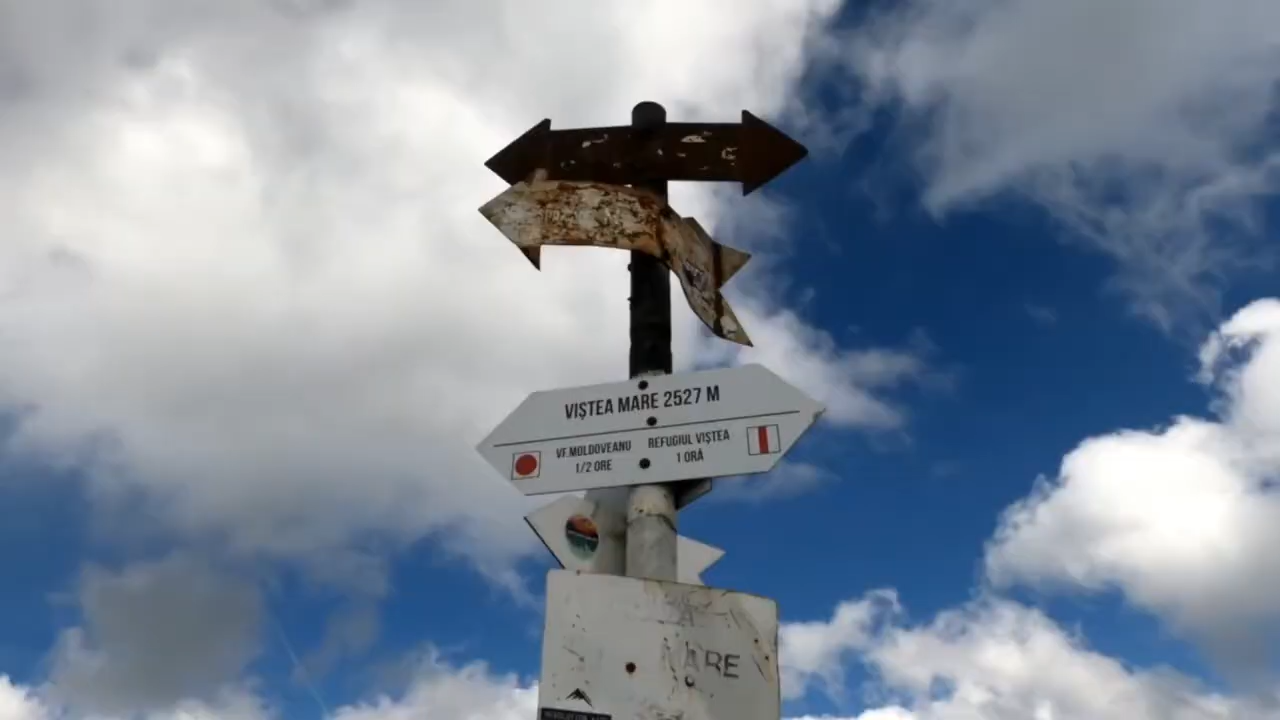 VIȘTEA MARE 2527 M
VF.MOLDOVEANU
1/2 ORE
REFUGIUL VIȘTEA
1 ORĂ
ARE